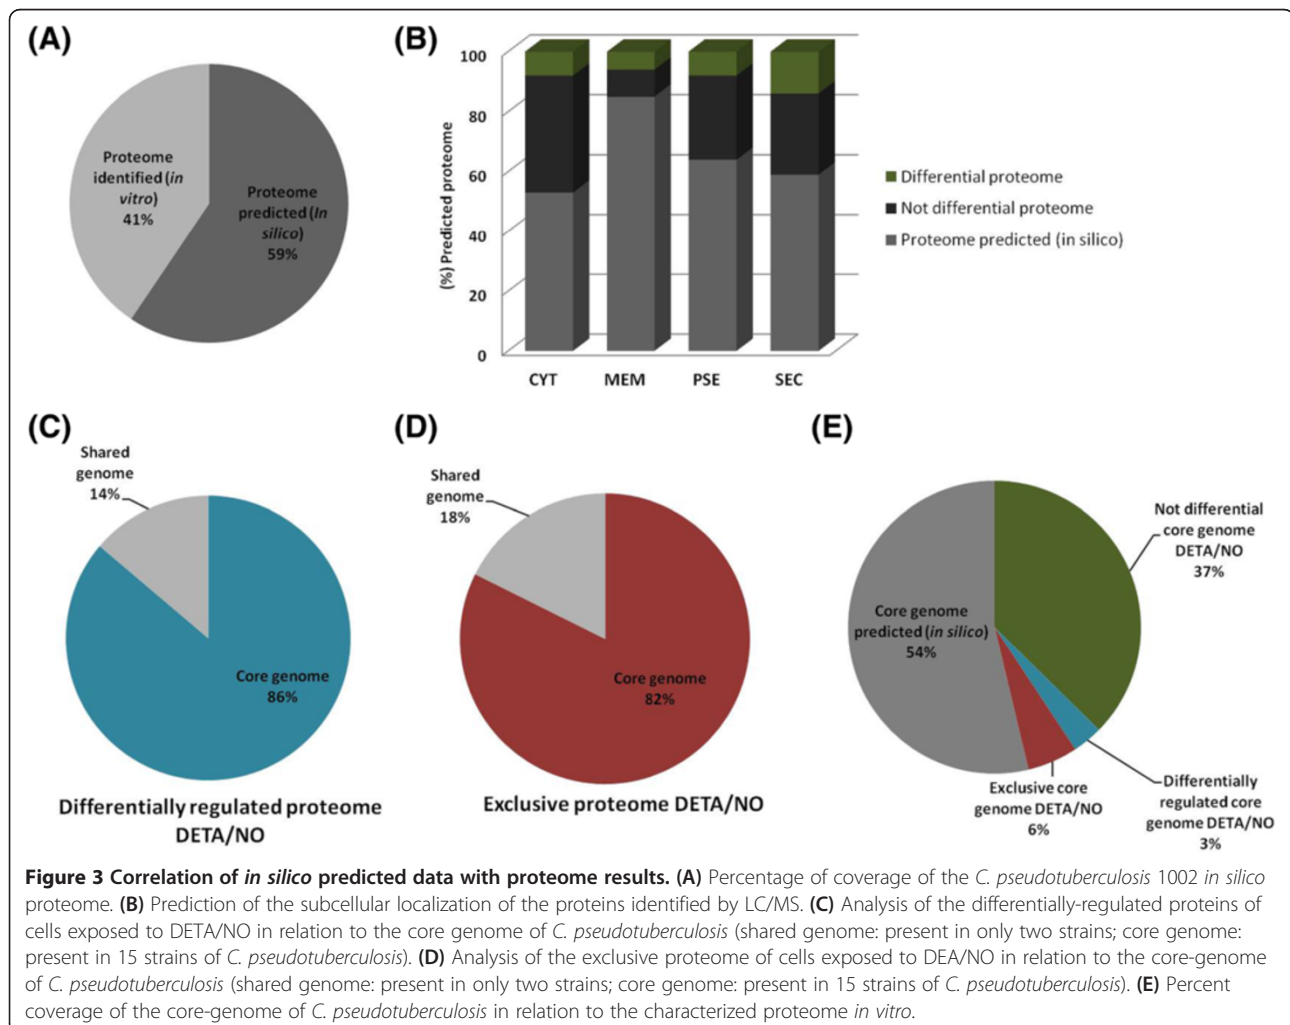 (A)
Proteome
identified (in
vitro)
41%
Proteome
predicted (In
silico)
59%
(B)
(%) Predicted proteome
100
80
60
40
20
0
CYT MEM PSE SEC
Differential proteome
Not differential proteome
Proteome predicted (in silico)
(C)
Shared
genome
14%
Core genome
86%
Differentially regulated proteome
DETA/NO
(D)
Shared
genome
18%
Core genome
82%
Exclusive proteome DETA/NO
(E)
Not differential
core genome
DETA/NO
37%
Core genome
predicted (in silico)
54%
Exclusive core
genome DETA/NO
6%
Differentially
regulated core
genome DETA/NO
3%
Figure 3 Correlation of in silico predicted data with proteome results. (A) Percentage of coverage of the C. pseudotuberculosis 1002 in silico
proteome. (B) Prediction of the subcellular localization of the proteins identified by LC/MS. (C) Analysis of the differentially-regulated proteins of
cells exposed to DETA/NO in relation to the core genome of C. pseudotuberculosis (shared genome: present in only two strains; core genome:
present in 15 strains of C. pseudotuberculosis). (D) Analysis of the exclusive proteome of cells exposed to DEA/NO in relation to the core-genome
of C. pseudotuberculosis (shared genome: present in only two strains; core genome: present in 15 strains of C. pseudotuberculosis). (E) Percent
coverage of the core-genome of C. pseudotuberculosis in relation to the characterized proteome in vitro.